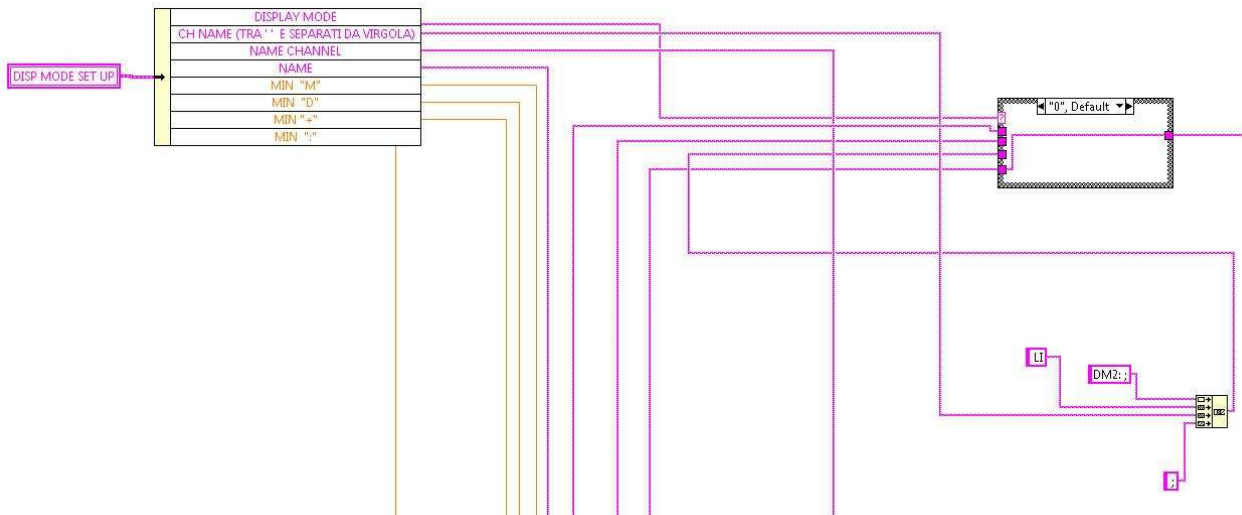 DISPLAY MODE
CH NAME (TRA ' ' E SEPARATI DA VIRGOLA)
NAME CHANNEL
NAME
DISP MODE SET UP
MIN "M"
MIN "D"
MIN "+"
MIN ":"
"0", Default
?
LI
DM2: ;
;